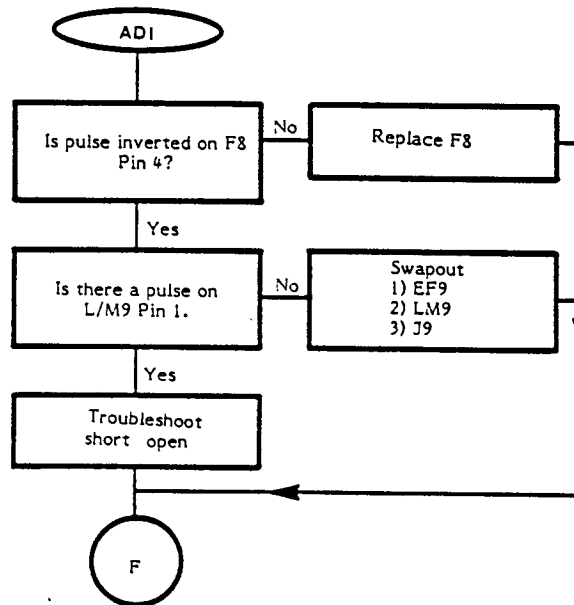 ADI
Is pulse inverted on F8
Pin 4?
No
Replace F8
Yes
Is there a pulse on
L/M9 Pin 1.
No
Swapout
1) EF9
2) LM9
3) J9
Yes
Troubleshoot
short open
F